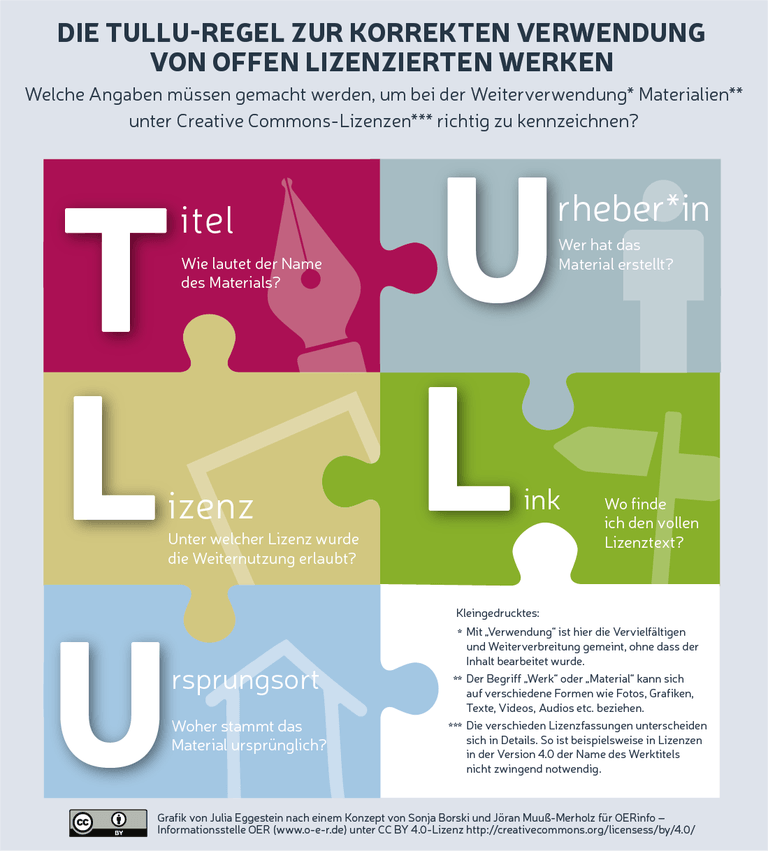 DIE TULLU-REGEL ZUR KORREKTEN VERWENDUNG
VON OFFEN LIZENZIERTEN WERKEN
Welche Angaben müssen gemacht werden, um bei der Weiterverwendung* Materialien**
unter Creative Commons-Lizenzen*** richtig zu kennzeichnen?
Titel
Wie lautet der Name
des Materials?
Urheber*in
Wer hat das
Material erstellt?
Lizenz
Unter welcher Lizenz wurde
die Weiternutzung erlaubt?
Link
Wo finde
ich den vollen
Lizenztext?
Ursprungsort
Woher stammt das
Material ursprünglich?
Kleingedrucktes:
* Mit „Verwendung" ist hier die Vervielfältigen
und Weiterverbreitung gemeint, ohne dass der
Inhalt bearbeitet wurde.
** Der Begriff „Werk" oder „Material" kann sich
auf verschiedene Formen wie Fotos, Grafiken,
Texte, Videos, Audios etc. beziehen.
*** Die verschieden Lizenzfassungen unterscheiden
sich in Details. So ist beispielsweise in Lizenzen
in der Version 4.0 der Name des Werktitels
nicht zwingend notwendig.
cc BY
Grafik von Julia Eggestein nach einem Konzept von Sonja Borski und Jöran Muuß-Merholz für OERinfo –
Informationsstelle OER (www.o-e-r.de) unter CC BY 4.0-Lizenz http://creativecommons.org/licensess/by/4.0/